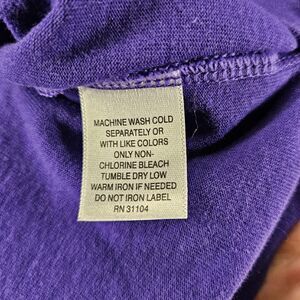 MACHINE WASH COLD
SEPARATELY OR
WITH LIKE COLORS
ONLY NON-
CHLORINE BLEACH
TUMBLE DRY LOW
WARM IRON IF NEEDED
DO NOT IRON LABEL
RN 31104